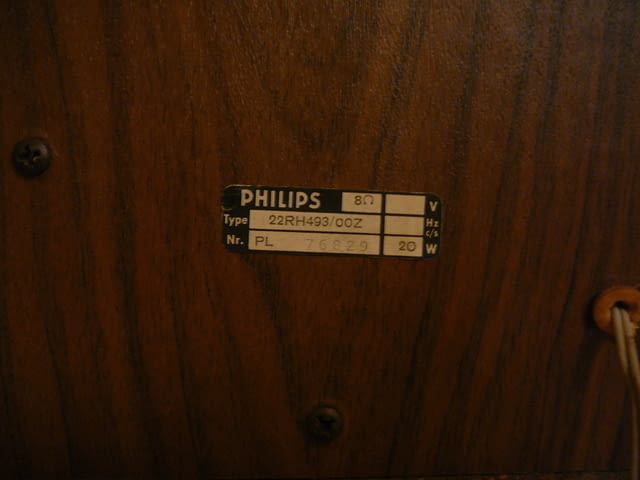 PHILIPS 8Ω V
Type 22RH493/00Z Hz c/s
Nr. PL 76829 20 W